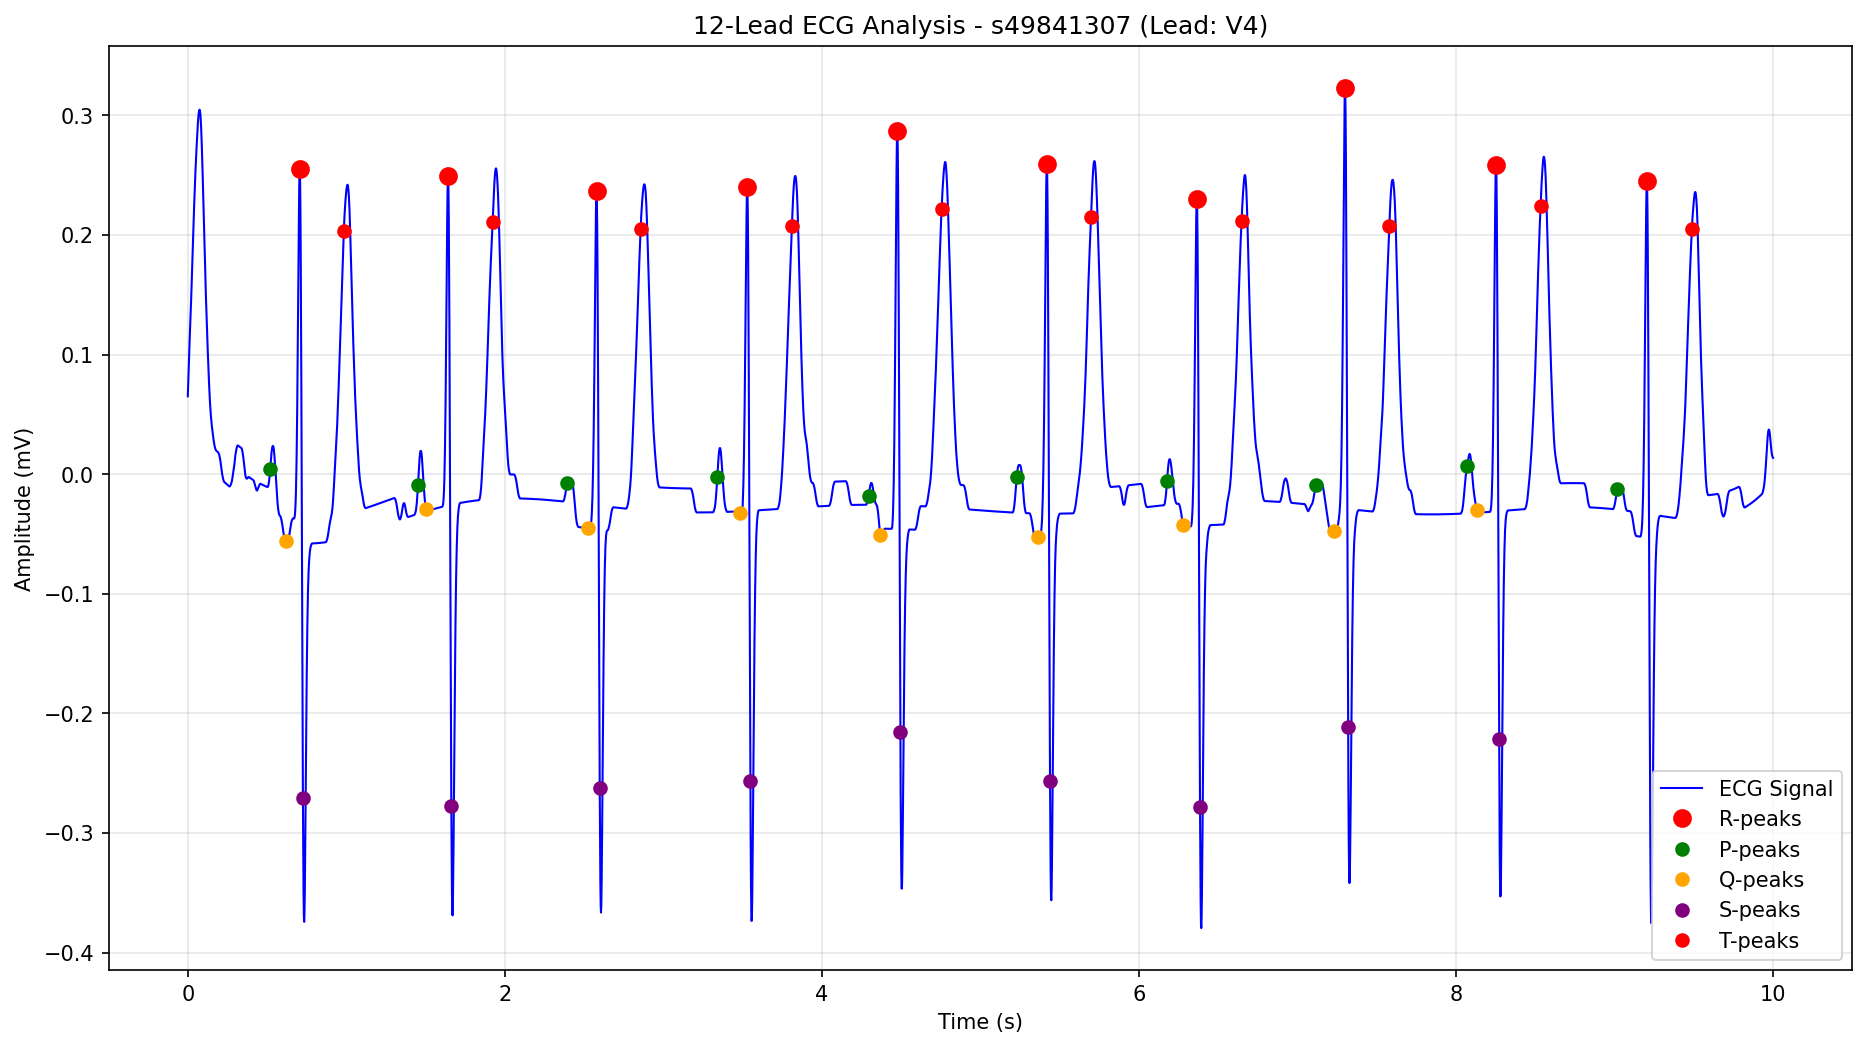 12-Lead ECG Analysis - s49841307 (Lead: V4)
Amplitude (mV)
0.3
0.2
0.1
0.0
−0.1
−0.2
−0.3
−0.4
ECG Signal
R-peaks
P-peaks
Q-peaks
S-peaks
T-peaks
0 2 4 6 8 10
Time (s)